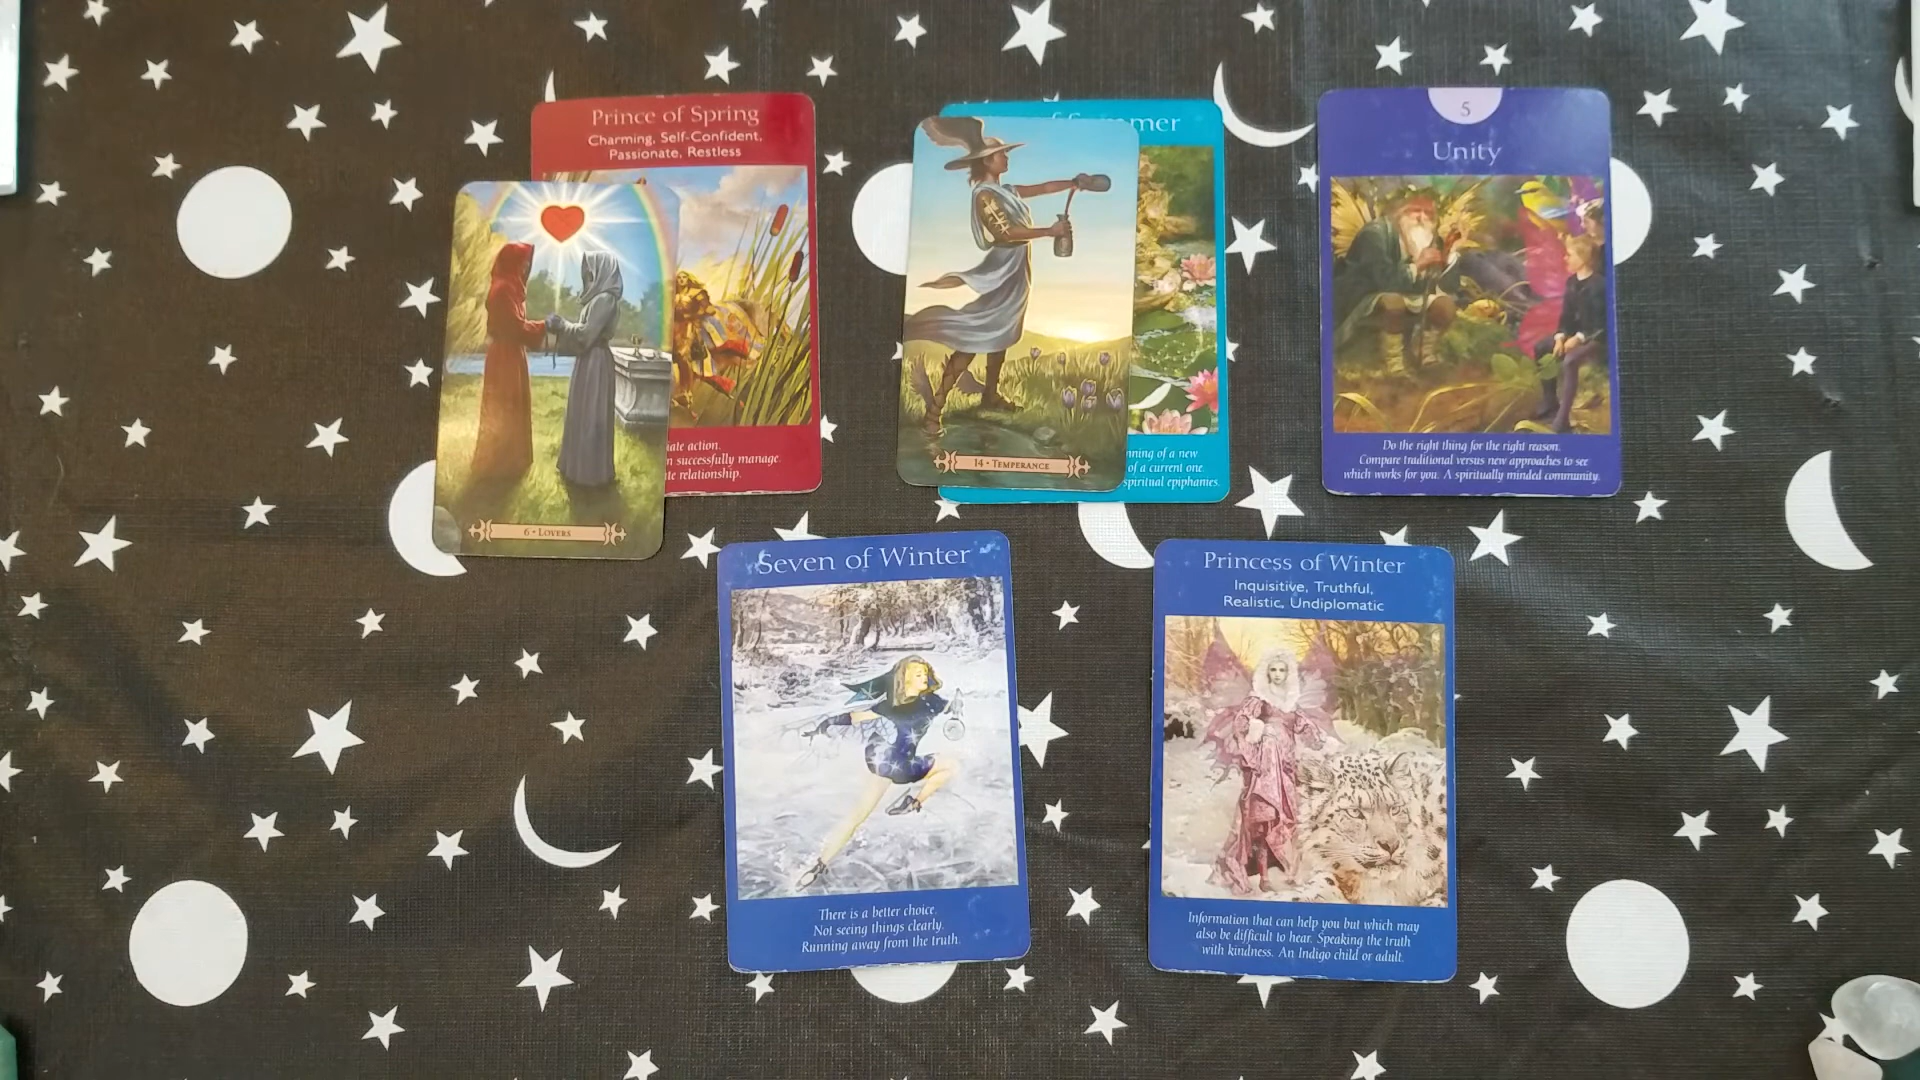 Prince of Spring
Charming, Self-Confident,
Passionate, Restless
iate action.
n successfully manage.
te relationship.
6 • LOVERS
of Summer
14 • TEMPERANCE
nning of a new
of a current one.
spiritual epiphanies.
5
Unity
Do the right thing for the right reason.
Compare traditional versus new approaches to see
which works for you. A spiritually minded community.
Seven of Winter
There is a better choice.
Not seeing things clearly.
Running away from the truth.
Princess of Winter
Inquisitive, Truthful,
Realistic, Undiplomatic
Information that can help you but which may
also be difficult to hear. Speaking the truth
with kindness. An Indigo child or adult.